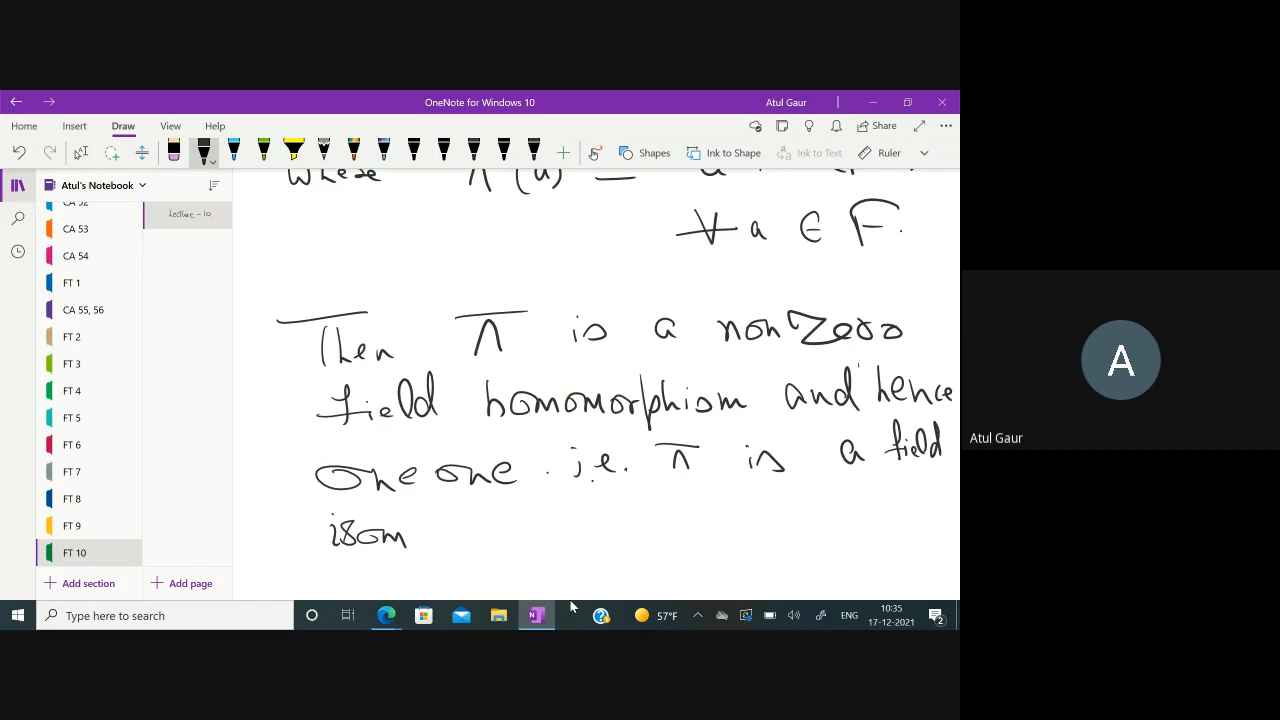 OneNote for Windows 10
Atul Gaur
Home Insert Draw View Help
Share
Shapes
Ink to Shape
Ink to Text
Ruler
Atul's Notebook
CA 52
CA 53
CA 54
FT 1
CA 55, 56
FT 2
FT 3
FT 4
FT 5
FT 6
FT 7
FT 8
FT 9
FT 10
Add section
Lecture - 10
Add page
where
∀ a ∈ F.
Then π is a nonzero
field homomorphism and hence
one one . i.e. π is a field
isom
Type here to search
57°F
ENG
10:35
17-12-2021
2
A
Atul Gaur